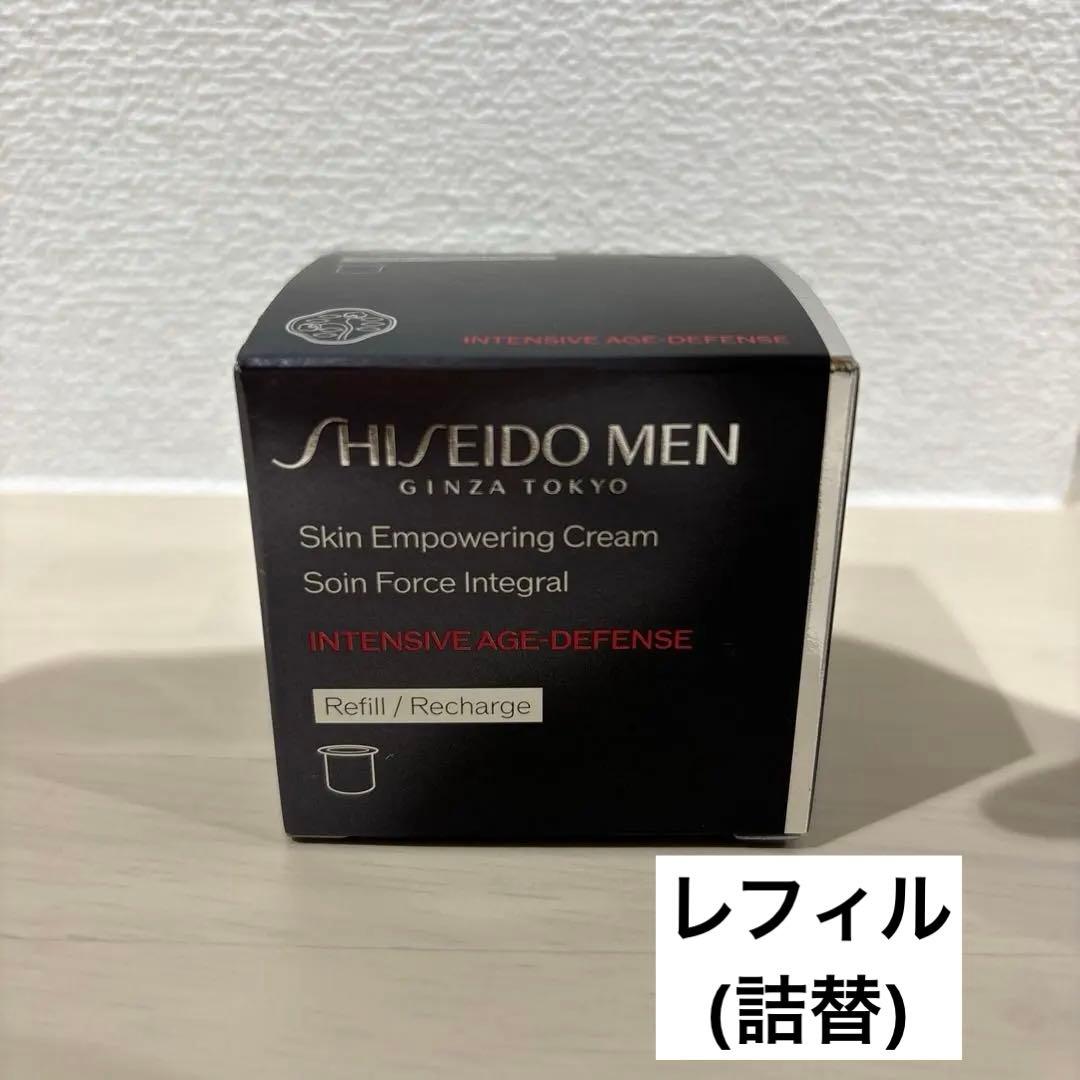 INTENSIVE AGE-DEFENSE
SHISEIDO MEN
GINZA TOKYO
Skin Empowering Cream
Soin Force Integral
INTENSIVE AGE-DEFENSE
Refill / Recharge
レフィル
(詰替)